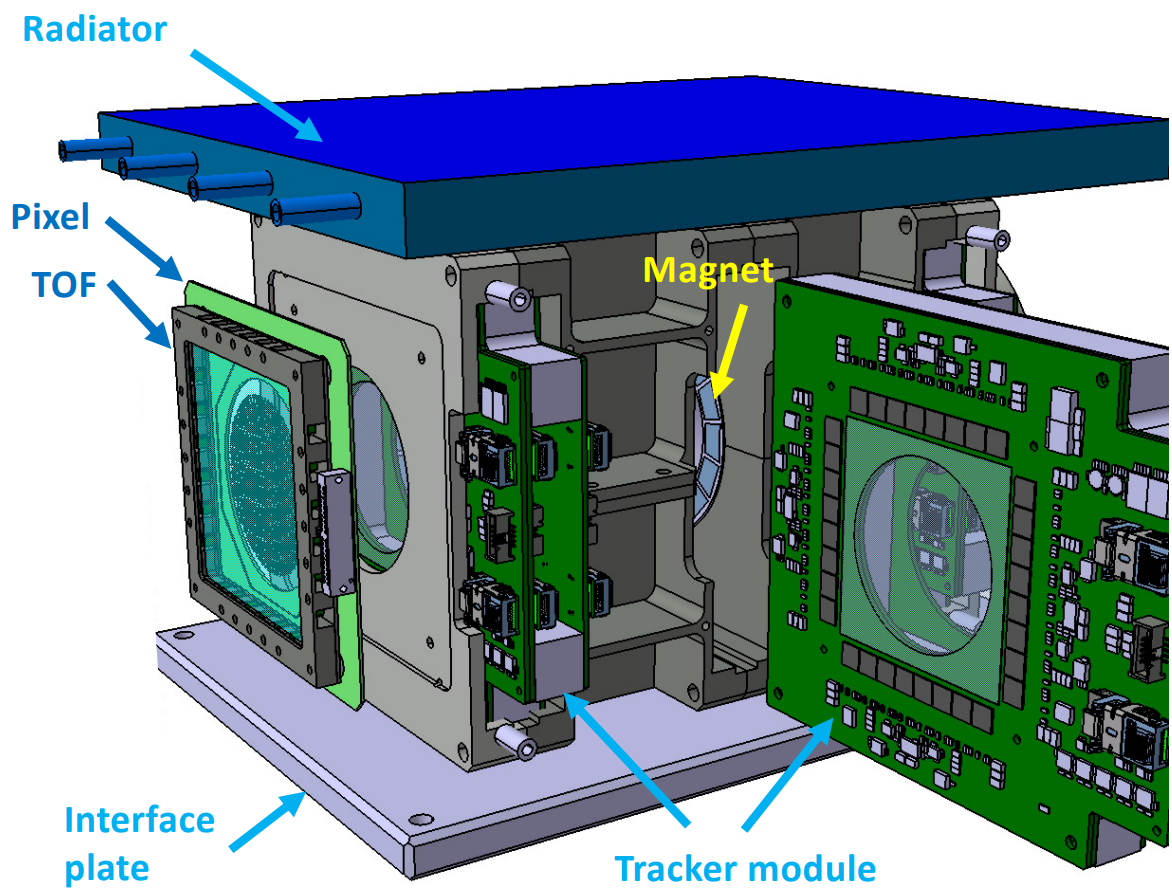 Radiator
Pixel
TOF
Magnet
Interface
plate
Tracker module